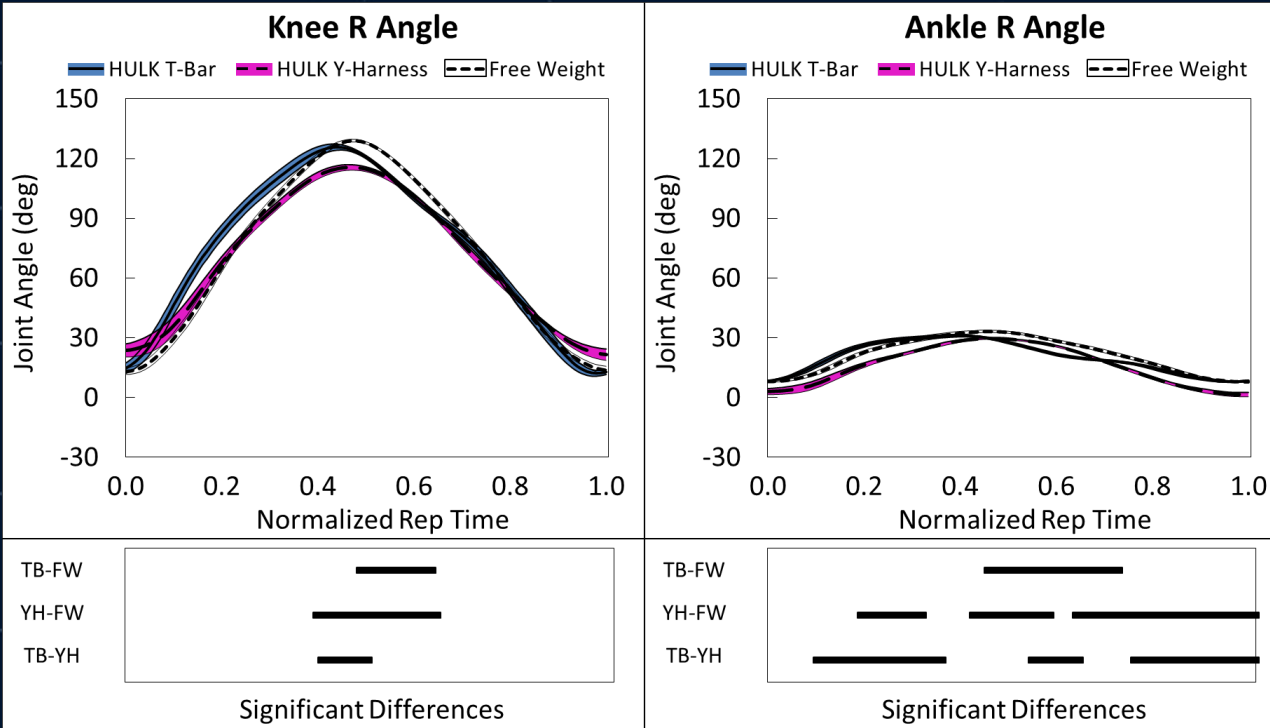 Knee R Angle
HULK T-Bar HULK Y-Harness Free Weight
150
120
90
60
30
0
-30
Joint Angle (deg)
0.0 0.2 0.4 0.6 0.8 1.0
Normalized Rep Time
TB-FW
YH-FW
TB-YH
Significant Differences
Ankle R Angle
HULK T-Bar HULK Y-Harness Free Weight
150
120
90
60
30
0
-30
Joint Angle (deg)
0.0 0.2 0.4 0.6 0.8 1.0
Normalized Rep Time
TB-FW
YH-FW
TB-YH
Significant Differences